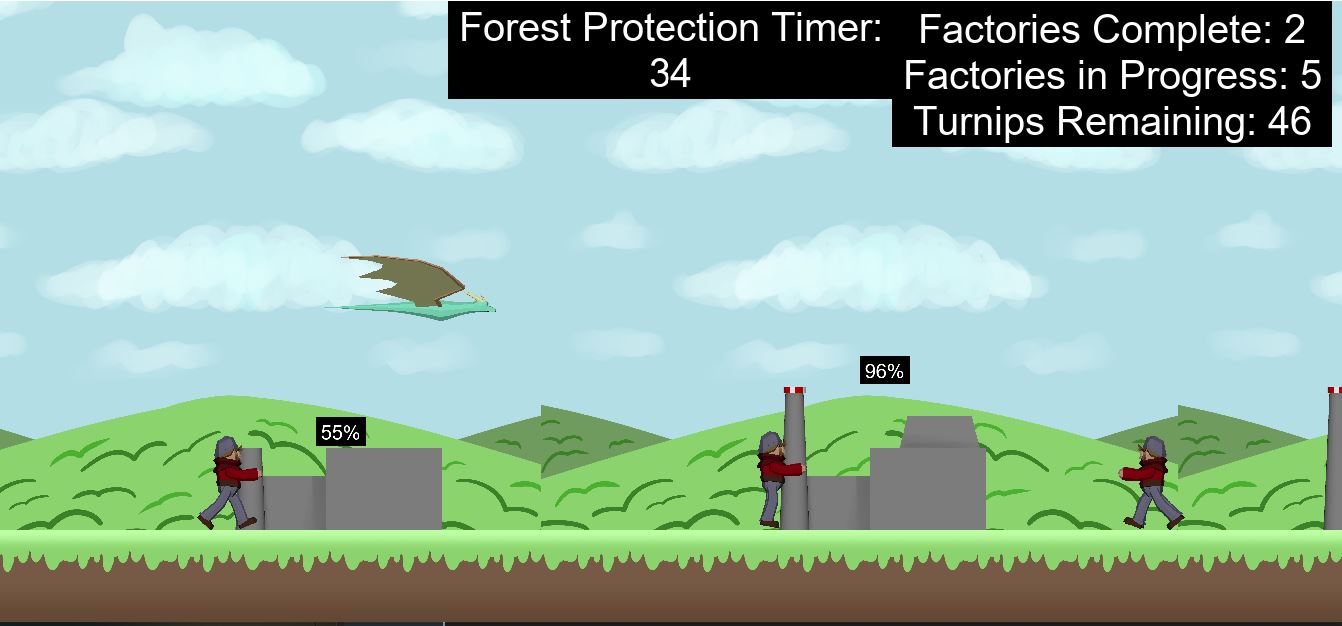 Forest Protection Timer:
34
Factories Complete: 2
Factories in Progress: 5
Turnips Remaining: 46
96%
55%